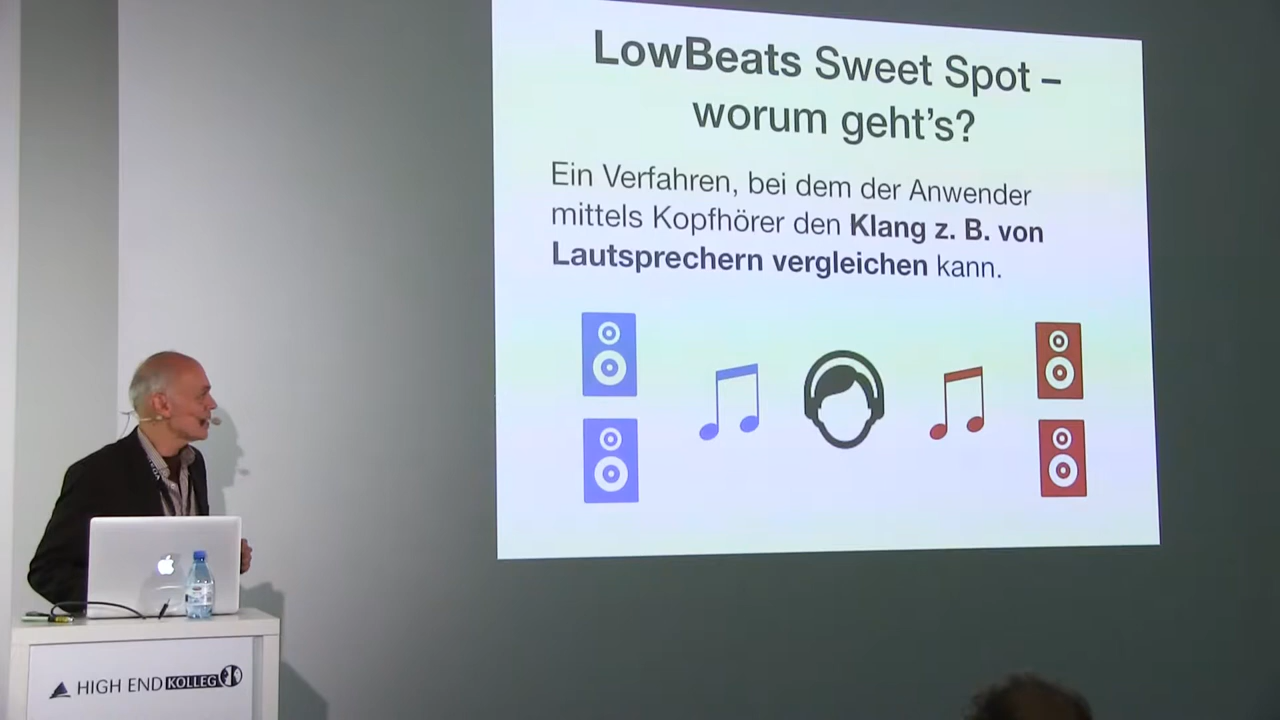 LowBeats Sweet Spot –
worum geht's?
Ein Verfahren, bei dem der Anwender
mittels Kopfhörer den Klang z. B. von
Lautsprechern vergleichen kann.
HIGH END KOLLEG